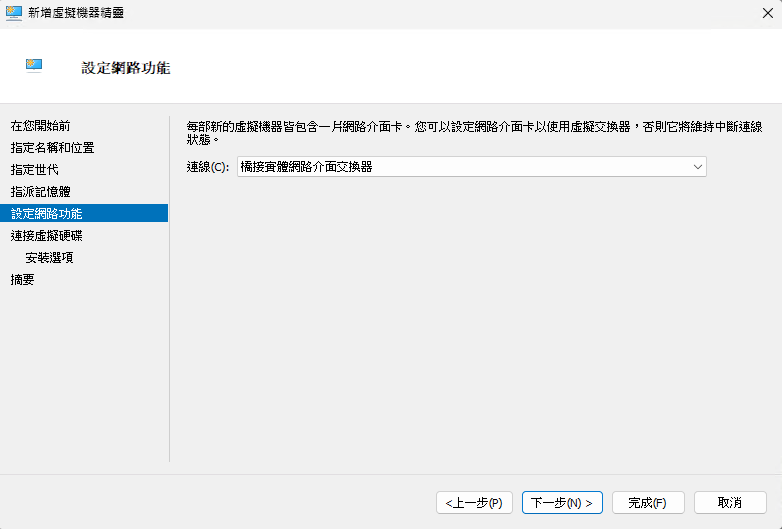 新增虛擬機器精靈
設定網路功能
在您開始前
指定名稱和位置
指定世代
指派記憶體
設定網路功能
連接虛擬硬碟
安裝選項
摘要
每部新的虛擬機器皆包含一片網路介面卡。您可以設定網路介面卡以使用虛擬交換器，否則它將維持中斷連線
狀態。
連線(C): 橋接實體網路介面交換器
<上一步(P) 下一步(N) > 完成(F) 取消